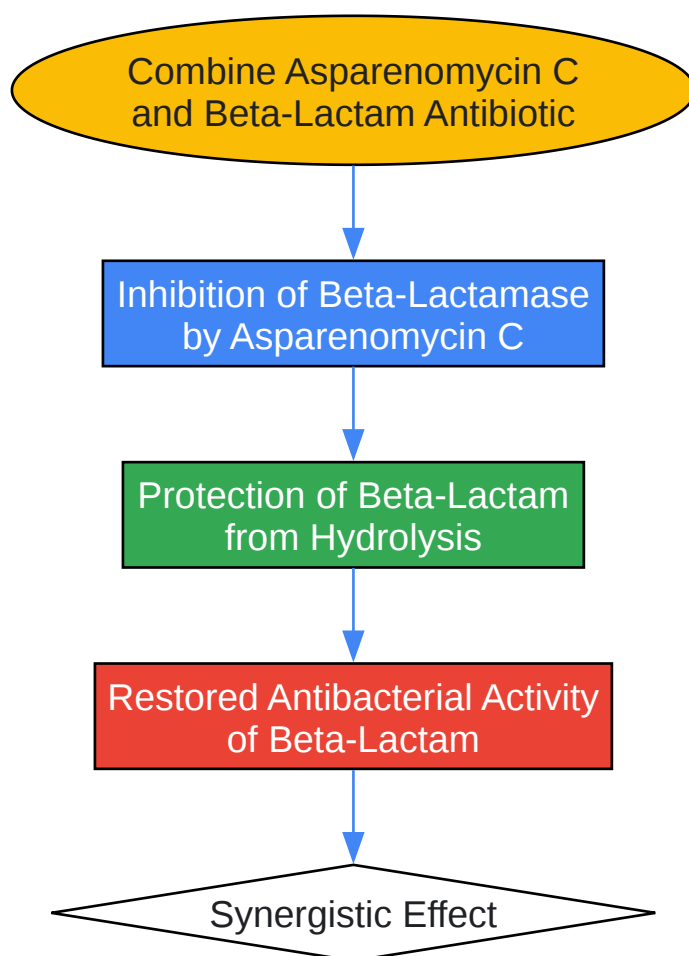 Combine Asparenomycin C
and Beta-Lactam Antibiotic
Inhibition of Beta-Lactamase
by Asparenomycin C
Protection of Beta-Lactam
from Hydrolysis
Restored Antibacterial Activity
of Beta-Lactam
Synergistic Effect